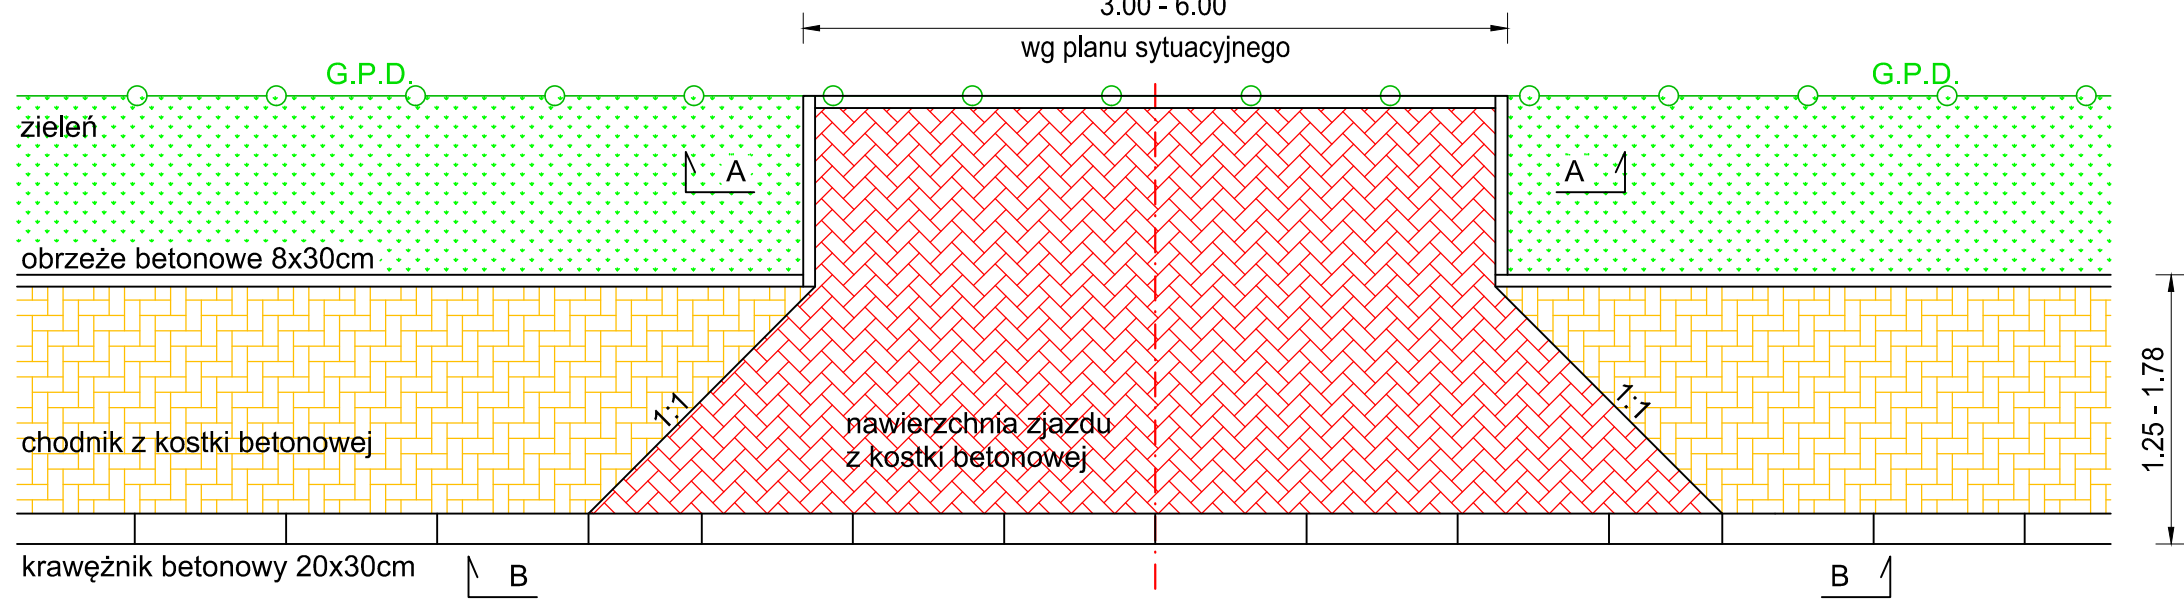 3.00 - 6.00
wg planu sytuacyjnego
G.P.D.
G.P.D.
zieleń
A
A
obrzeże betonowe 8x30cm
1:1
1:1
nawierzchnia zjazdu
z kostki betonowej
chodnik z kostki betonowej
1.25 - 1.78
krawężnik betonowy 20x30cm
B
B